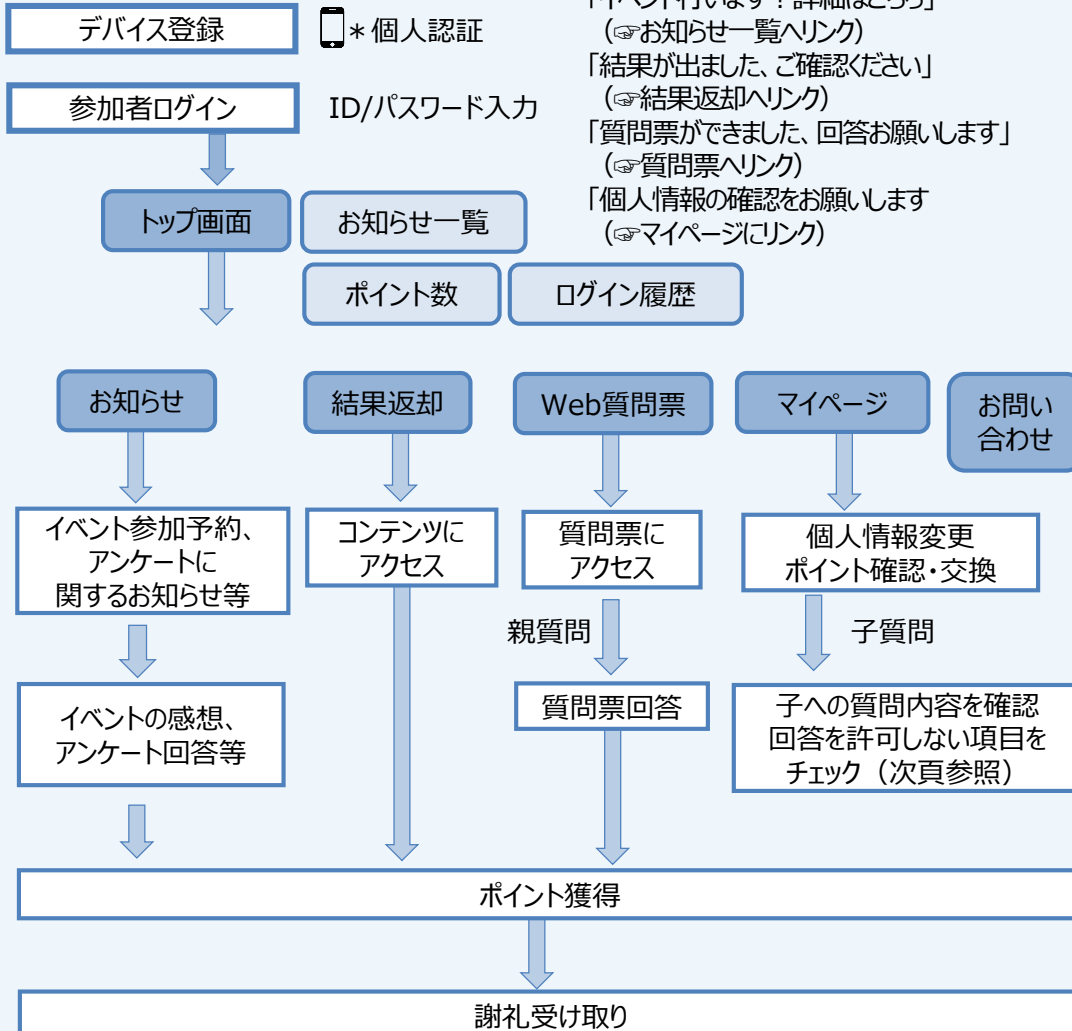 デバイス登録
＊個人認証
参加者ログイン
ID/パスワード入力
(☞お知らせ一覧へリンク)
「結果が出ました、ご確認ください」
(☞結果返却へリンク)
「質問票ができました、回答お願いします」
(☞質問票へリンク)
「個人情報の確認をお願いします
(☞マイページにリンク)
トップ画面
お知らせ一覧
ポイント数
ログイン履歴
お知らせ
結果返却
Web質問票
マイページ
お問い
合わせ
イベント参加予約、
アンケートに
関するお知らせ等
コンテンツに
アクセス
質問票に
アクセス
個人情報変更
ポイント確認・交換
親質問
子質問
イベントの感想、
アンケート回答等
質問票回答
子への質問内容を確認
回答を許可しない項目を
チェック（次頁参照）
ポイント獲得
謝礼受け取り